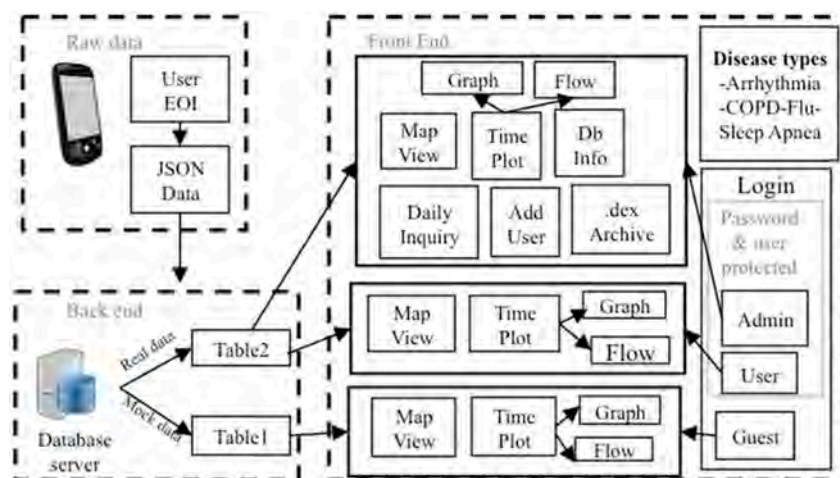 Raw data
User
EOI
JSON
Data
Back end
Real data
Mock data
Table2
Table1
Database
server
Front End
Graph
Flow
Map
View
Time
Plot
Db
Info
Daily
Inquiry
Add
User
.dex
Archive
Map
View
Time
Plot
Graph
Flow
Map
View
Time
Plot
Graph
Flow
Disease types
-Arrhythmia
-COPD-Flu-
Sleep Apnea
Login
Password
& user
protected
Admin
User
Guest